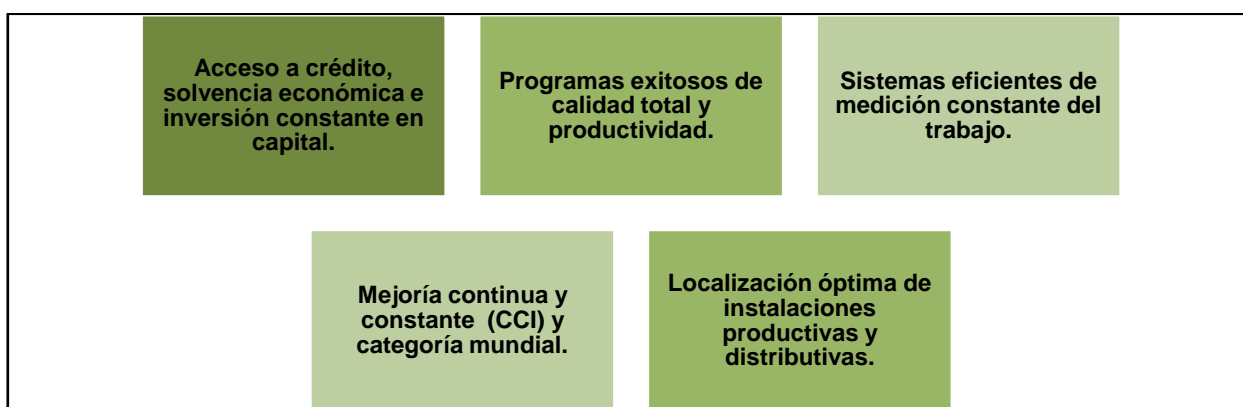 Acceso a crédito,
solvencia económica e
inversión constante en
capital.
Programas exitosos de
calidad total y
productividad.
Sistemas eficientes de
medición constante del
trabajo.
Mejoría continua y
constante  (CCI) y
categoría mundial.
Localización óptima de
instalaciones
productivas y
distributivas.